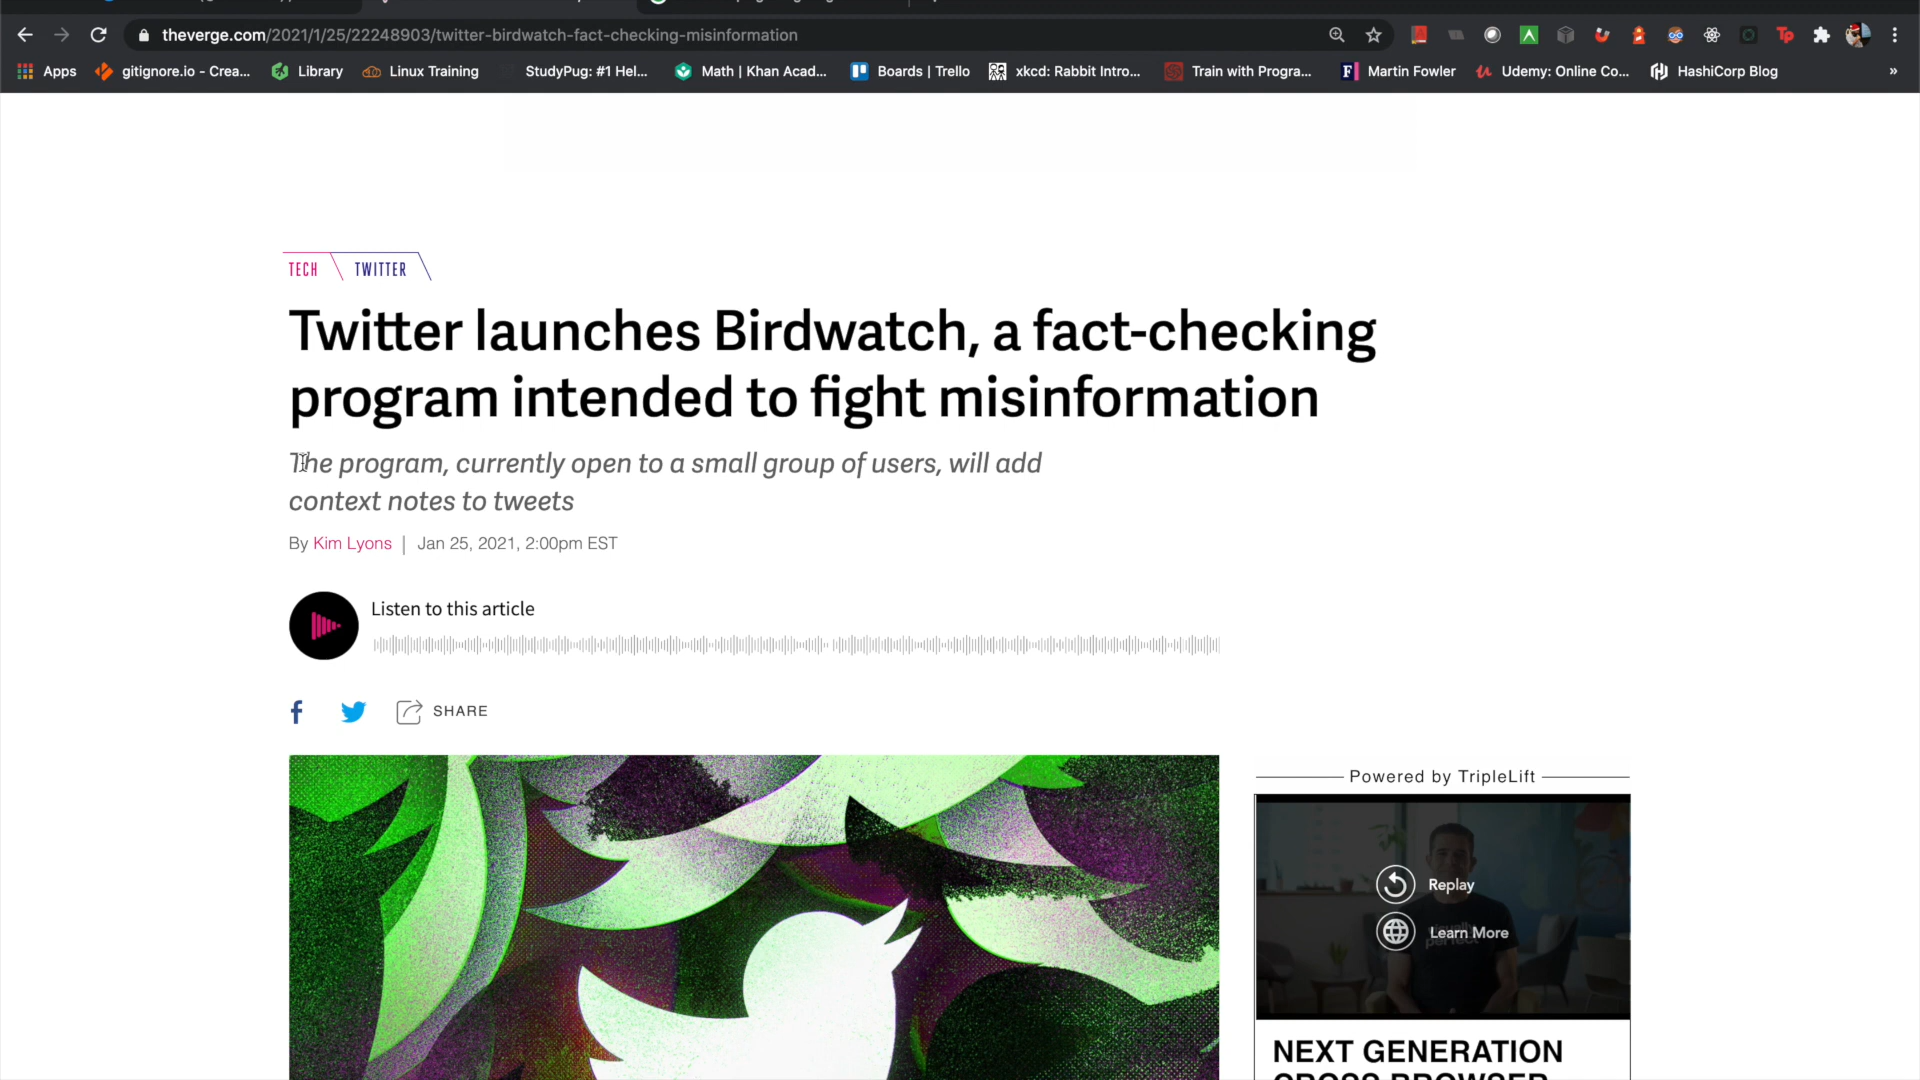 theverge.com/2021/1/25/22248903/twitter-birdwatch-fact-checking-misinformation
Apps gitignore.io - Crea... Library Linux Training StudyPug: #1 Hel... Math | Khan Acad... Boards | Trello xkcd: Rabbit Intro... Train with Progra... Martin Fowler Udemy: Online Co... HashiCorp Blog »
TECH TWITTER
Twitter launches Birdwatch, a fact-checking
program intended to fight misinformation
The program, currently open to a small group of users, will add
context notes to tweets
By Kim Lyons | Jan 25, 2021, 2:00pm EST
Listen to this article
SHARE
Powered by TripleLift
Replay
Learn More
NEXT GENERATION
CROSS BROWSER